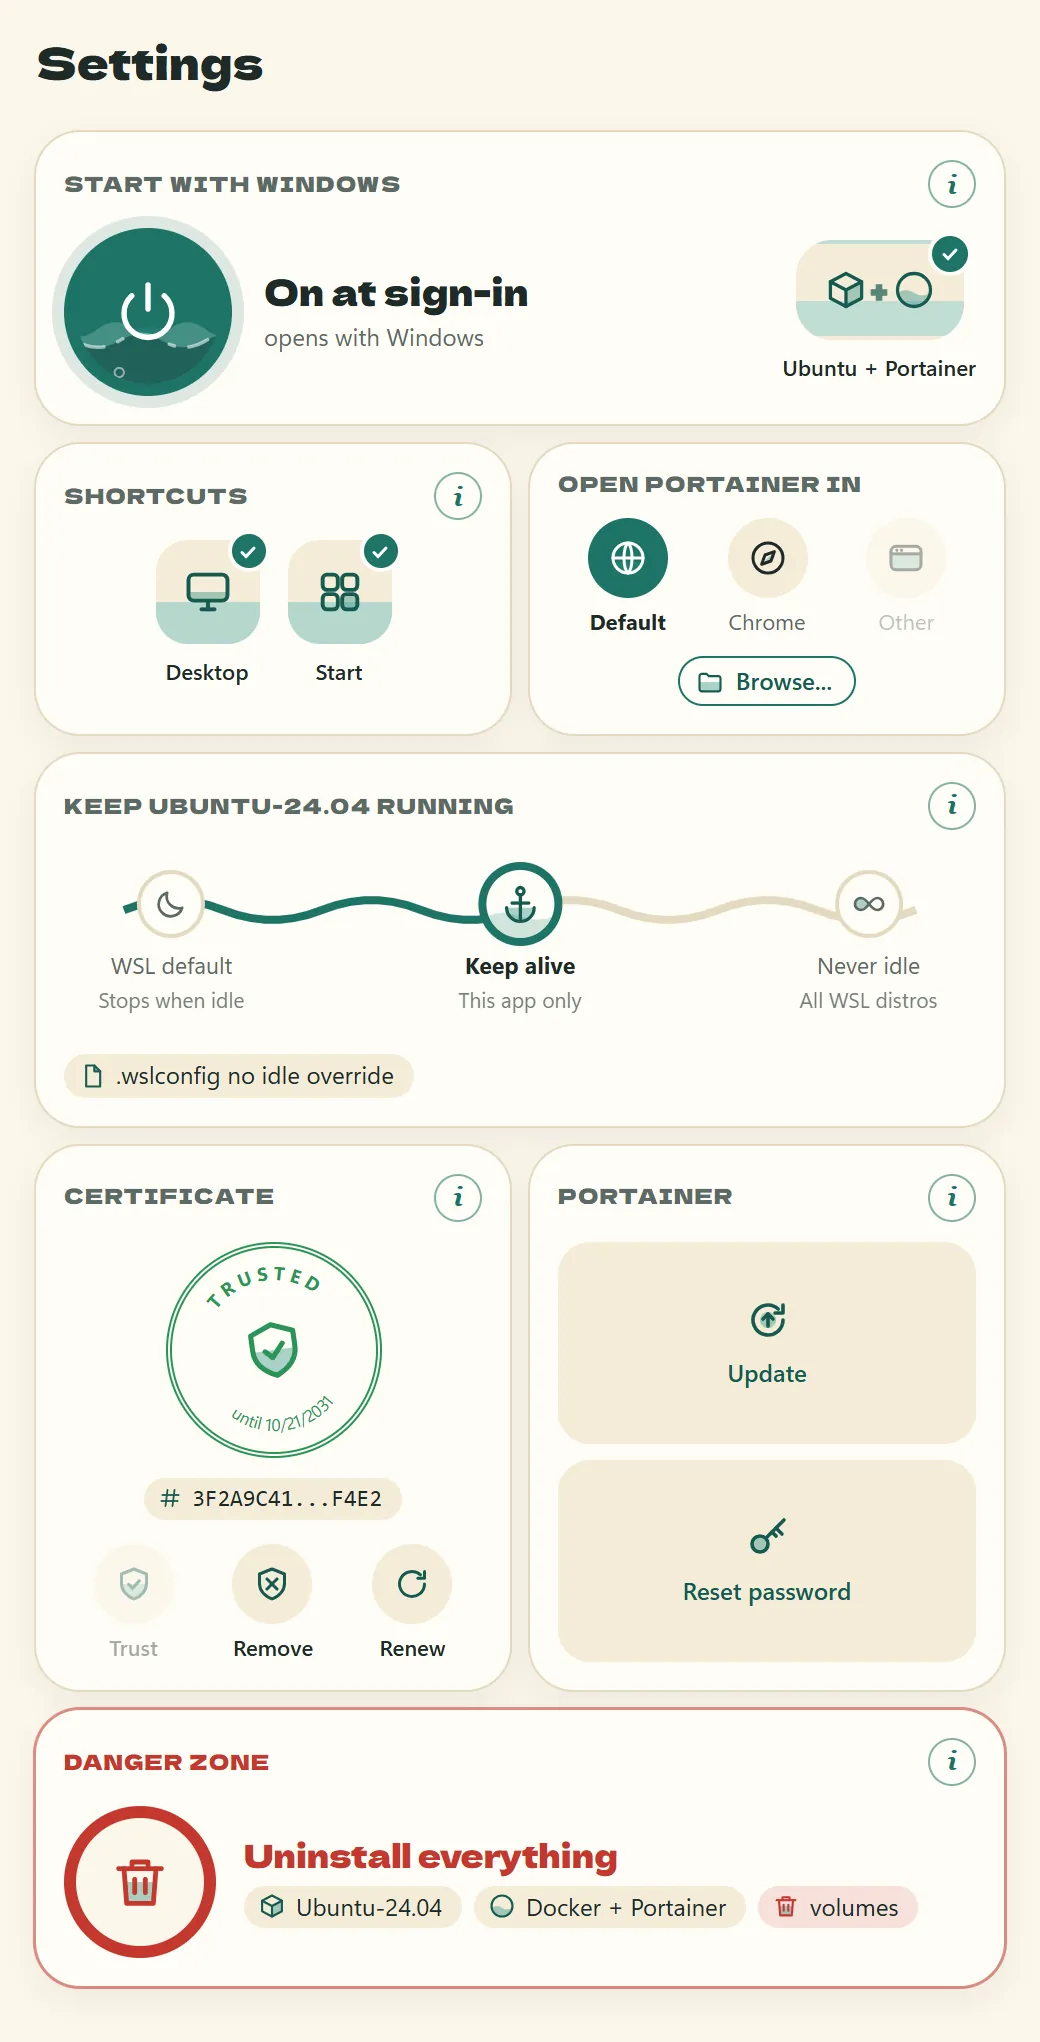 Settings
START WITH WINDOWS
i
On at sign-in
opens with Windows
Ubuntu + Portainer
SHORTCUTS
i
Desktop
Start
OPEN PORTAINER IN
Default
Chrome
Other
Browse...
KEEP UBUNTU-24.04 RUNNING
i
WSL default
Stops when idle
Keep alive
This app only
Never idle
All WSL distros
.wslconfig no idle override
CERTIFICATE
i
TRUSTED
until 10/21/2031
# 3F2A9C41...F4E2
Trust
Remove
Renew
PORTAINER
i
Update
Reset password
DANGER ZONE
i
Uninstall everything
Ubuntu-24.04
Docker + Portainer
volumes